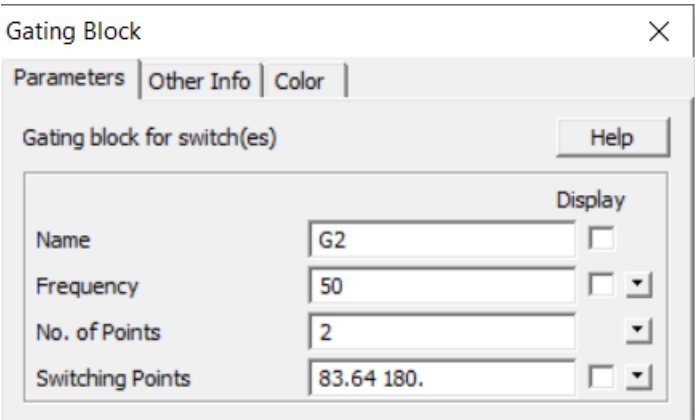 Gating Block
Parameters Other Info Color
Gating block for switch(es) Help
Display
Name G2
Frequency 50
No. of Points 2
Switching Points 83.64 180.